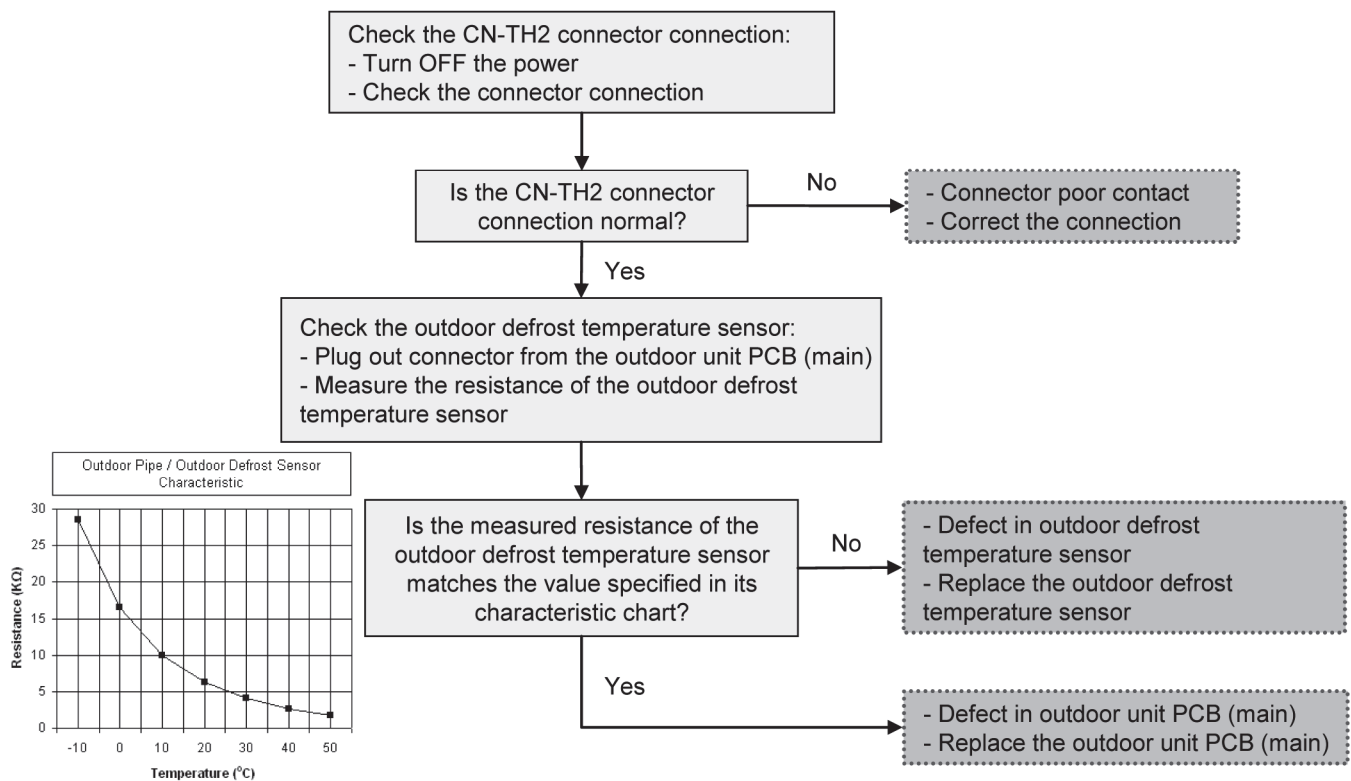 Check the CN-TH2 connector connection:
- Turn OFF the power
- Check the connector connection
Is the CN-TH2 connector
connection normal?
No
- Connector poor contact
- Correct the connection
Yes
Check the outdoor defrost temperature sensor:
- Plug out connector from the outdoor unit PCB (main)
- Measure the resistance of the outdoor defrost
temperature sensor
Outdoor Pipe / Outdoor Defrost Sensor
Characteristic
30
25
20
15
10
5
0
Resistance (KΩ)
-10 0 10 20 30 40 50
Temperature (⁰C)
Is the measured resistance of the
outdoor defrost temperature sensor
matches the value specified in its
characteristic chart?
No
- Defect in outdoor defrost
temperature sensor
- Replace the outdoor defrost
temperature sensor
Yes
- Defect in outdoor unit PCB (main)
- Replace the outdoor unit PCB (main)